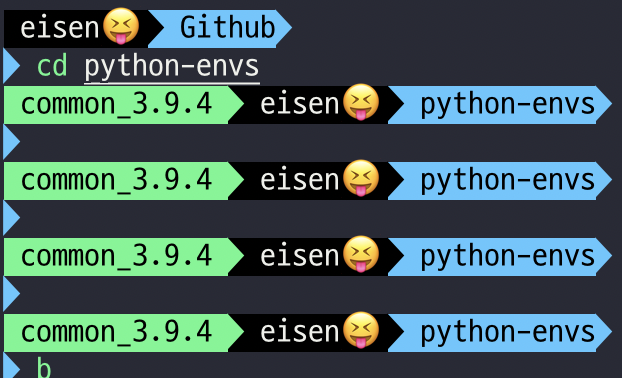 eisen😝 Github
cd python-envs
common_3.9.4 eisen😝 python-envs
common_3.9.4 eisen😝 python-envs
common_3.9.4 eisen😝 python-envs
common_3.9.4 eisen😝 python-envs
b